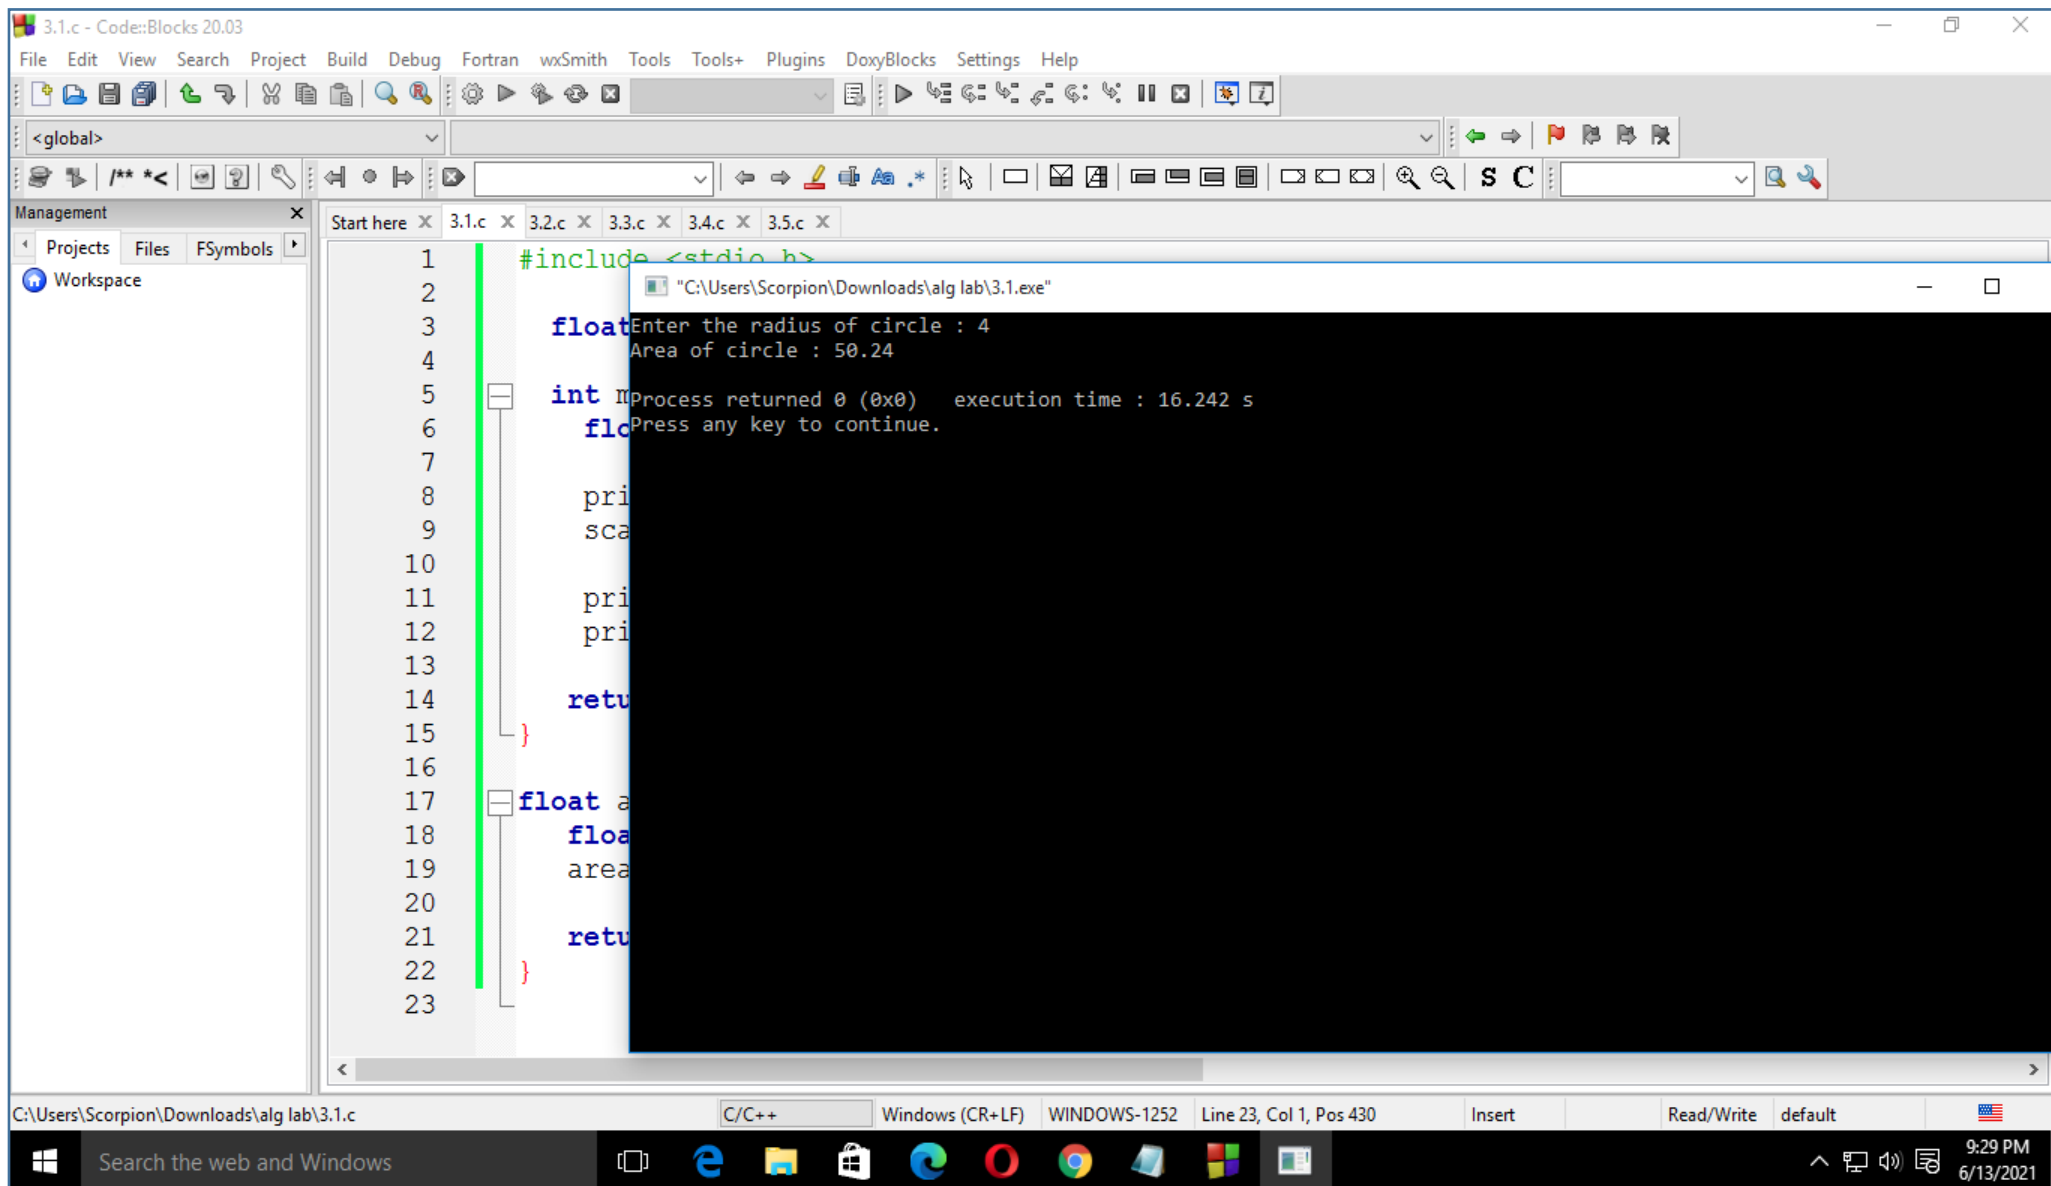 3.1.c - Code::Blocks 20.03
File Edit View Search Project Build Debug Fortran wxSmith Tools Tools+ Plugins DoxyBlocks Settings Help
<global>
/** *<
S C
Management
Start here 3.1.c 3.2.c 3.3.c 3.4.c 3.5.c
Projects Files FSymbols
Workspace
1 #include <stdio.h>
2
3 float
4
5 int m
6 flo
7
8 pri
9 sca
10
11 pri
12 pri
13
14 retu
15 }
16
17 float a
18 floa
19 area
20
21 retu
22 }
23
"C:\Users\Scorpion\Downloads\alg lab\3.1.exe"
Enter the radius of circle : 4
Area of circle : 50.24
Process returned 0 (0x0) execution time : 16.242 s
Press any key to continue.
C:\Users\Scorpion\Downloads\alg lab\3.1.c C/C++ Windows (CR+LF) WINDOWS-1252 Line 23, Col 1, Pos 430 Insert Read/Write default
Search the web and Windows
9:29 PM
6/13/2021